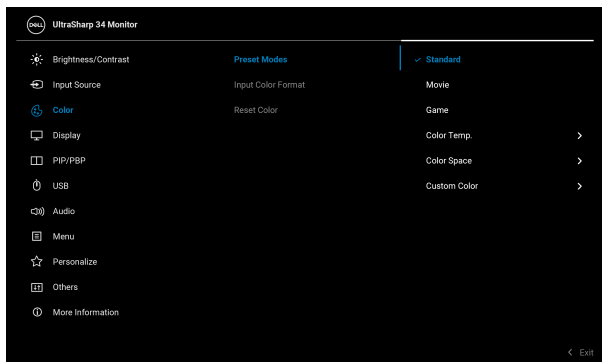 DELL UltraSharp 34 Monitor
Brightness/Contrast Preset Modes Standard
Input Source Input Color Format Movie
Color Reset Color Game
Display Color Temp.
PIP/PBP Color Space
USB Custom Color
Audio
Menu
Personalize
Others
More Information
Exit